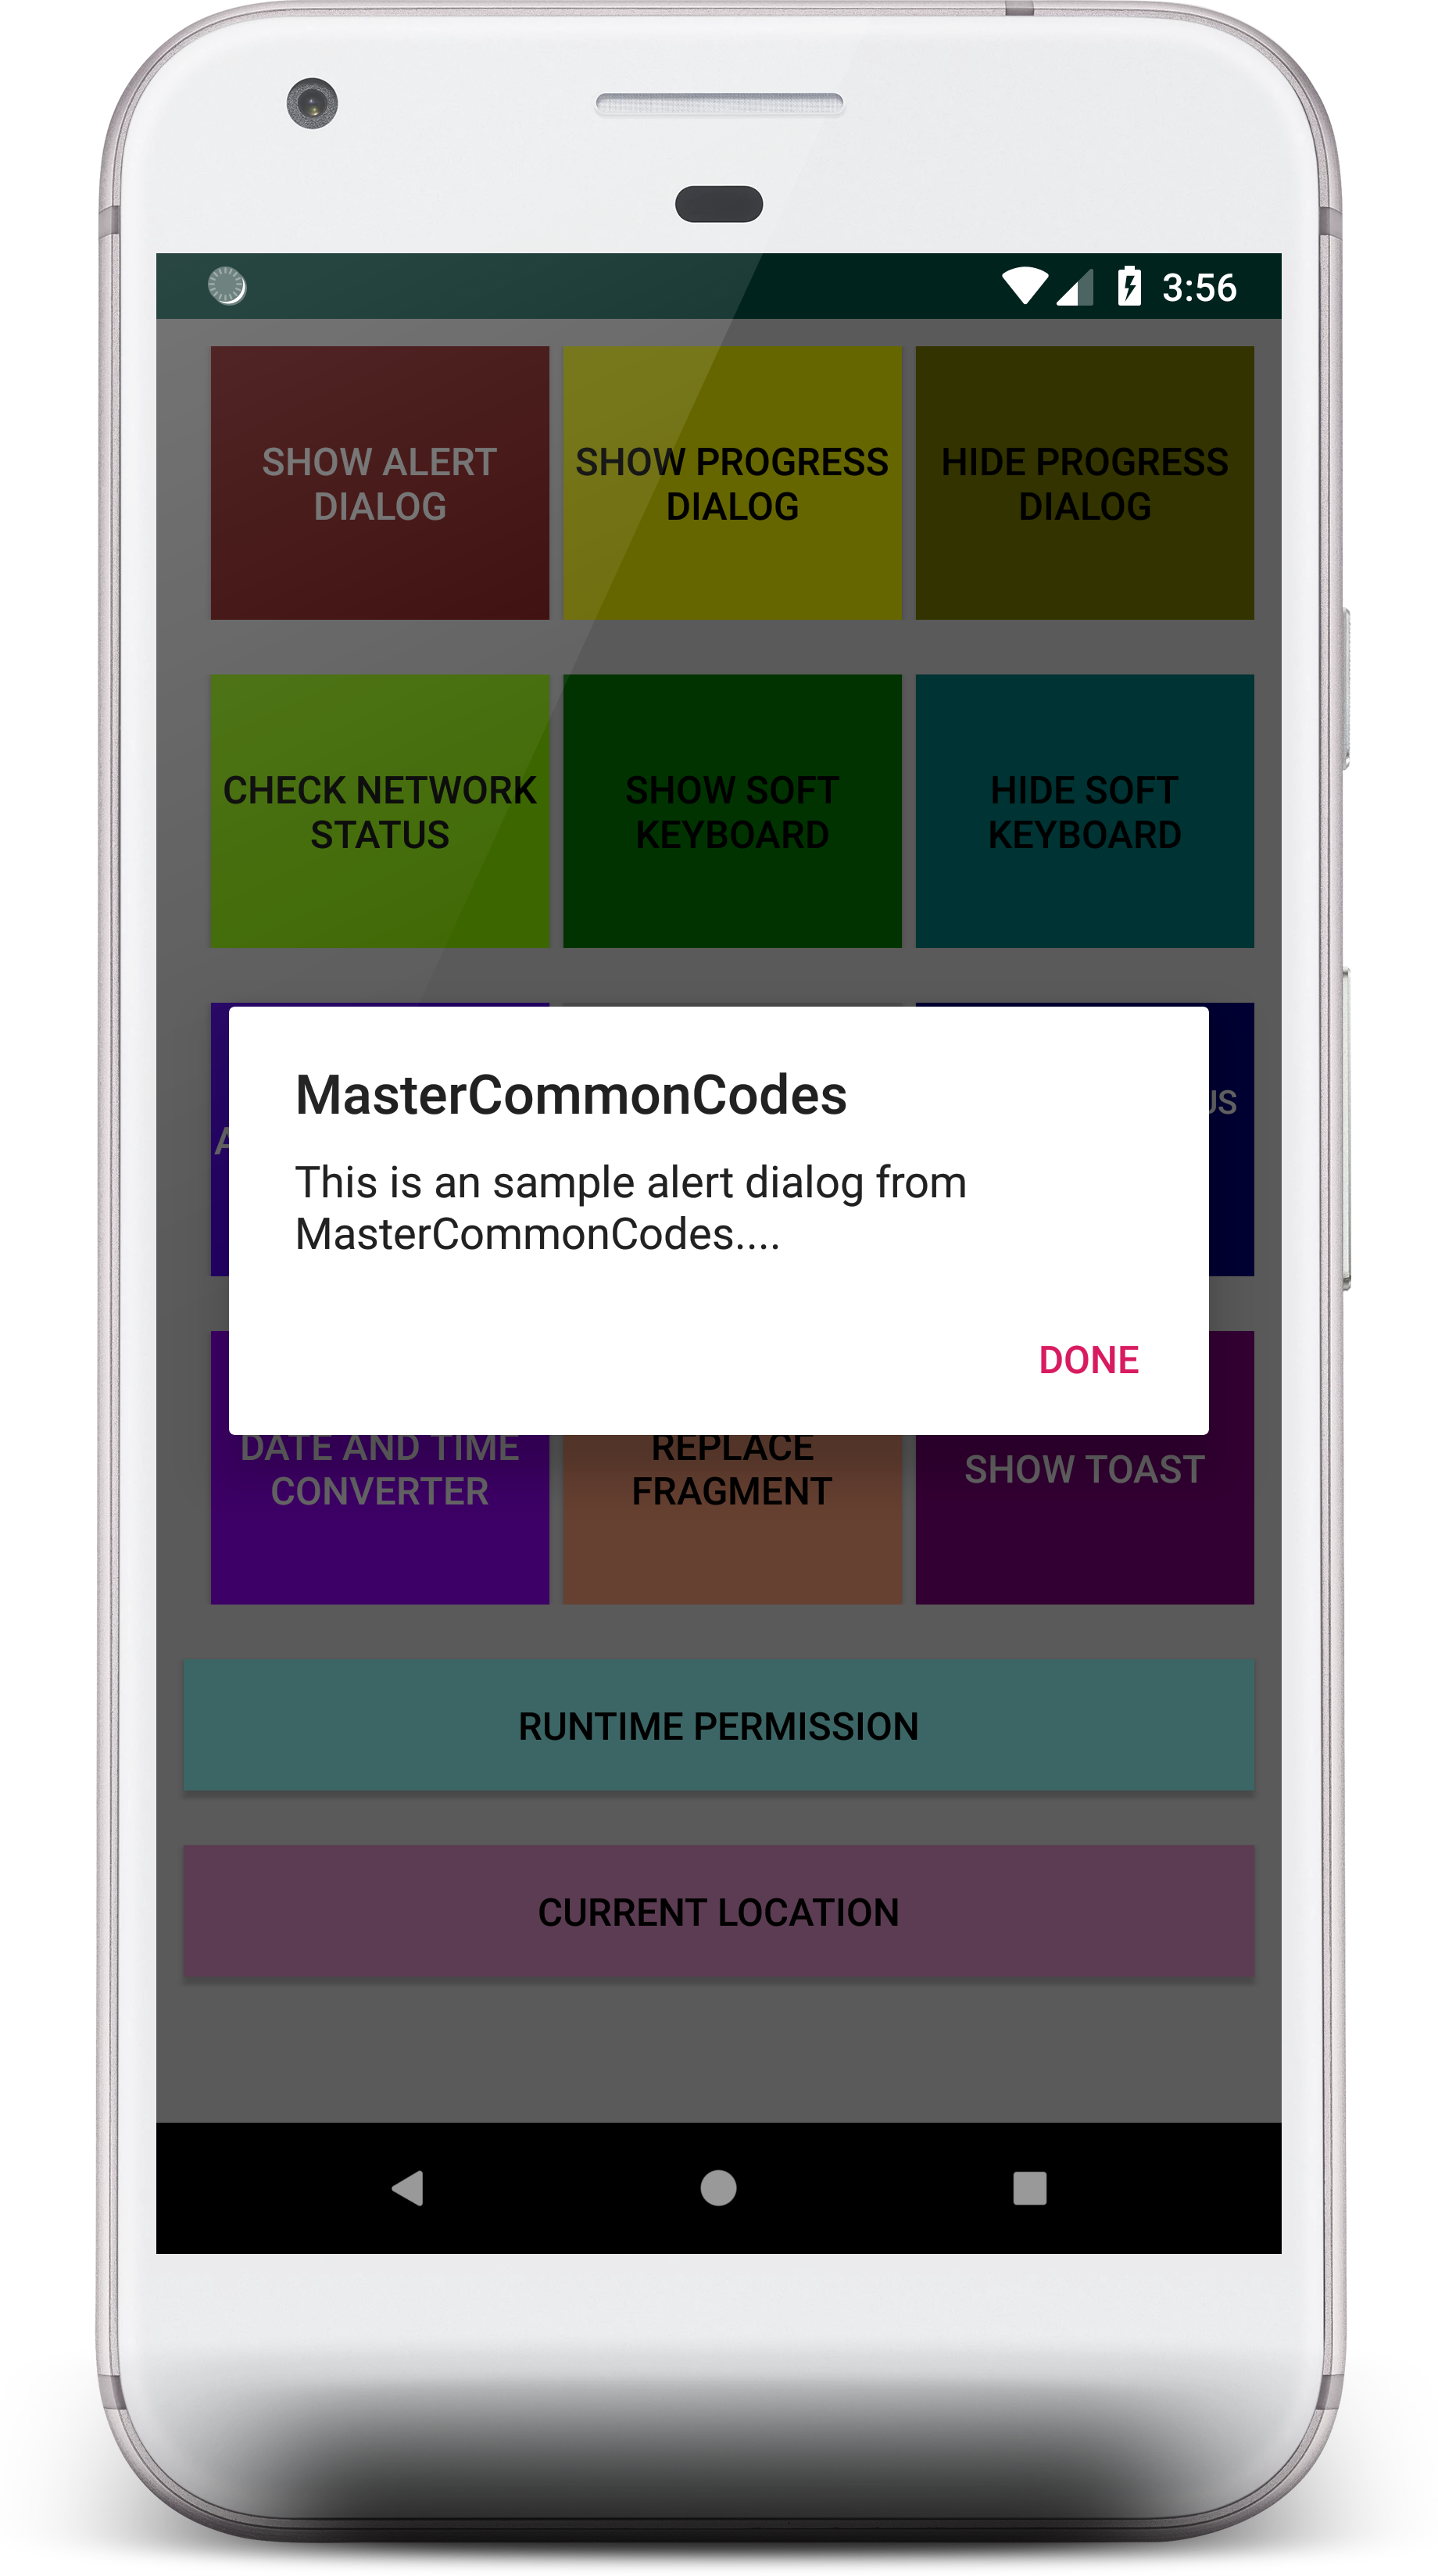 3:56
SHOW ALERT
DIALOG
SHOW PROGRESS
DIALOG
HIDE PROGRESS
DIALOG
CHECK NETWORK
STATUS
SHOW SOFT
KEYBOARD
HIDE SOFT
KEYBOARD
MasterCommonCodes
This is an sample alert dialog from
MasterCommonCodes....
DONE
DATE AND TIME
CONVERTER
REPLACE
FRAGMENT
SHOW TOAST
RUNTIME PERMISSION
CURRENT LOCATION